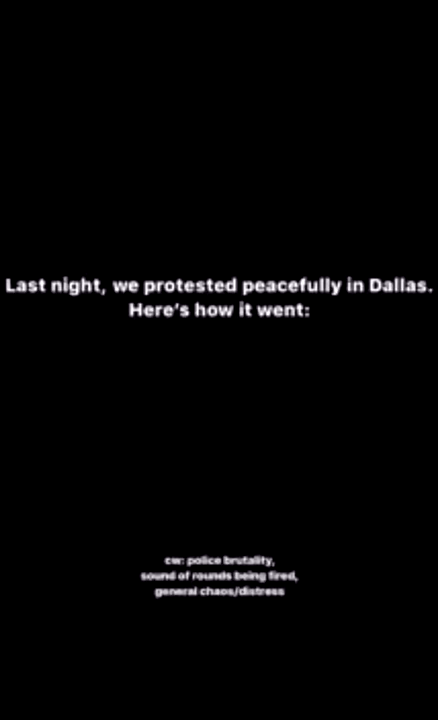 Last night, we protested peacefully in Dallas.
Here's how it went:
cw: police brutality,
sound of rounds being fired,
general chaos/distress